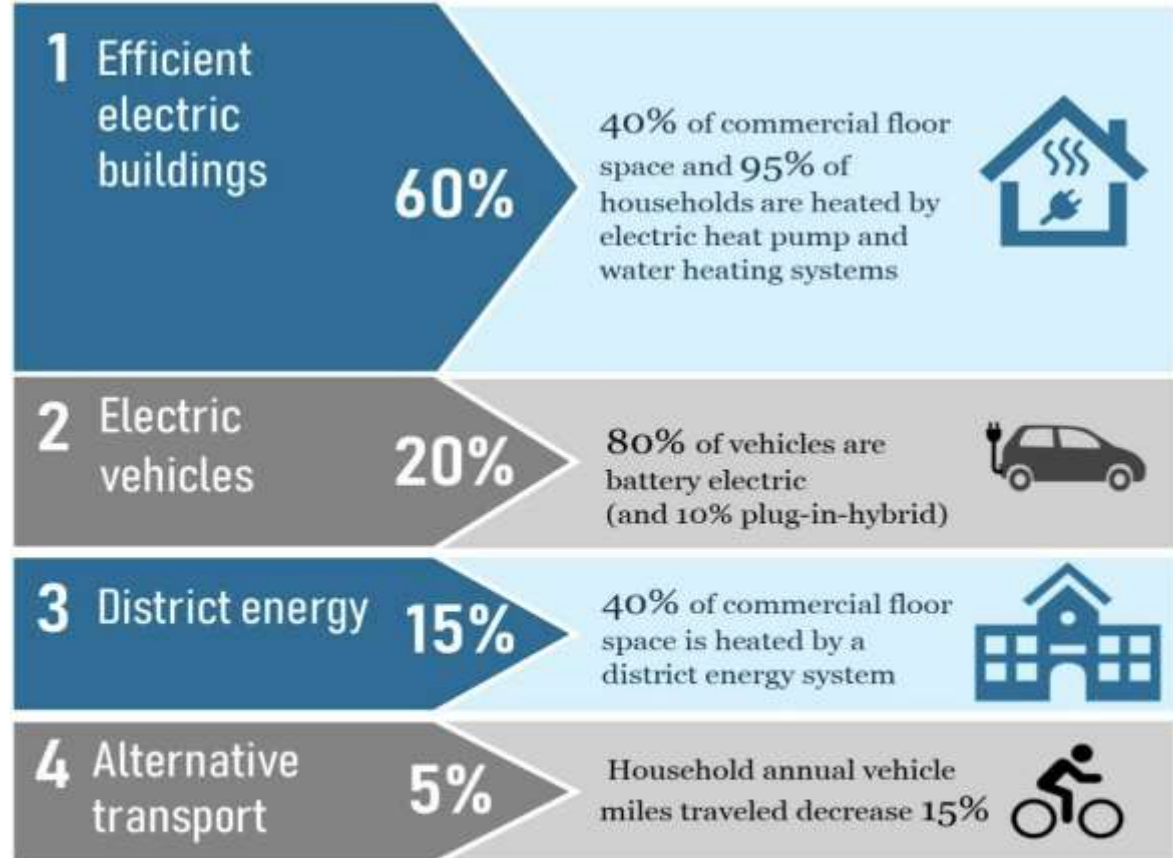 1 Efficient
electric
buildings
60%
40% of commercial floor
space and 95% of
households are heated by
electric heat pump and
water heating systems
2 Electric
vehicles
20%
80% of vehicles are
battery electric
(and 10% plug-in-hybrid)
3 District energy
15%
40% of commercial floor
space is heated by a
district energy system
4 Alternative
transport
5%
Household annual vehicle
miles traveled decrease 15%